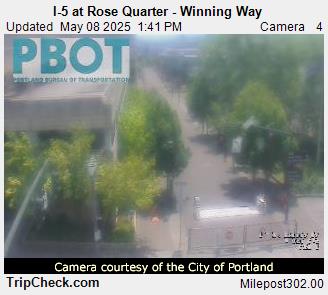 I-5 at Rose Quarter - Winning Way
Updated May 08 2025 1:41 PM Camera 4
PBOT
PORTLAND BUREAU OF TRANSPORTATION
Camera courtesy of the City of Portland
TripCheck.com Milepost302.00